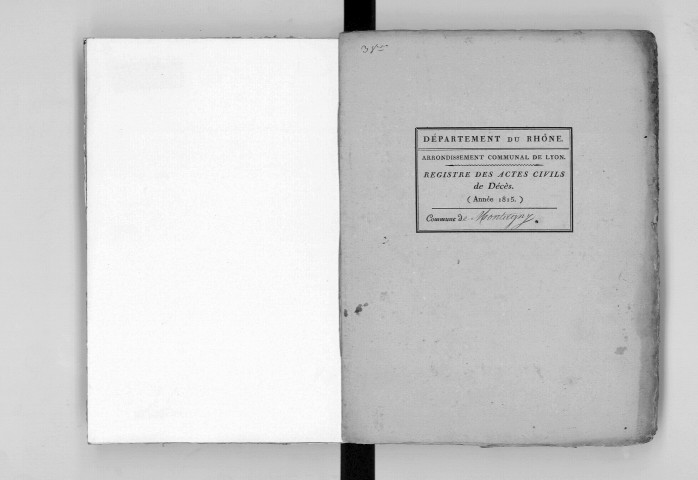 DÉPARTEMENT DU RHÔNE.
ARRONDISSEMENT COMMUNAL DE LYON.
REGISTRE DES ACTES CIVILS
de Décès.
( Année 1815. )
Commune de Montagny.